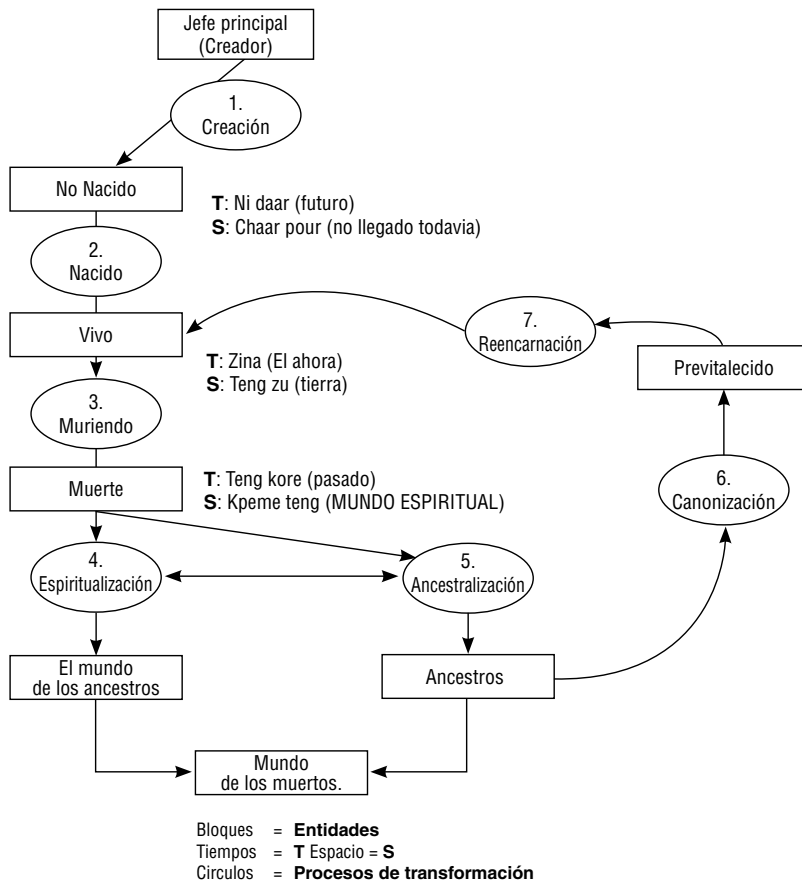 Jefe principal
(Creador)
1.
Creación
No Nacido
T: Ni daar (futuro)
S: Chaar pour (no llegado todavia)
2.
Nacido
7.
Reencarnación
Vivo
T: Zina (El ahora)
S: Teng zu (tierra)
Previtalecido
3.
Muriendo
6.
Canonización
Muerte
T: Teng kore (pasado)
S: Kpeme teng (MUNDO ESPIRITUAL)
4.
Espiritualización
5.
Ancestralización
El mundo
de los ancestros
Ancestros
Mundo
de los muertos.
Bloques = Entidades
Tiempos = T Espacio = S
Circulos = Procesos de transformación